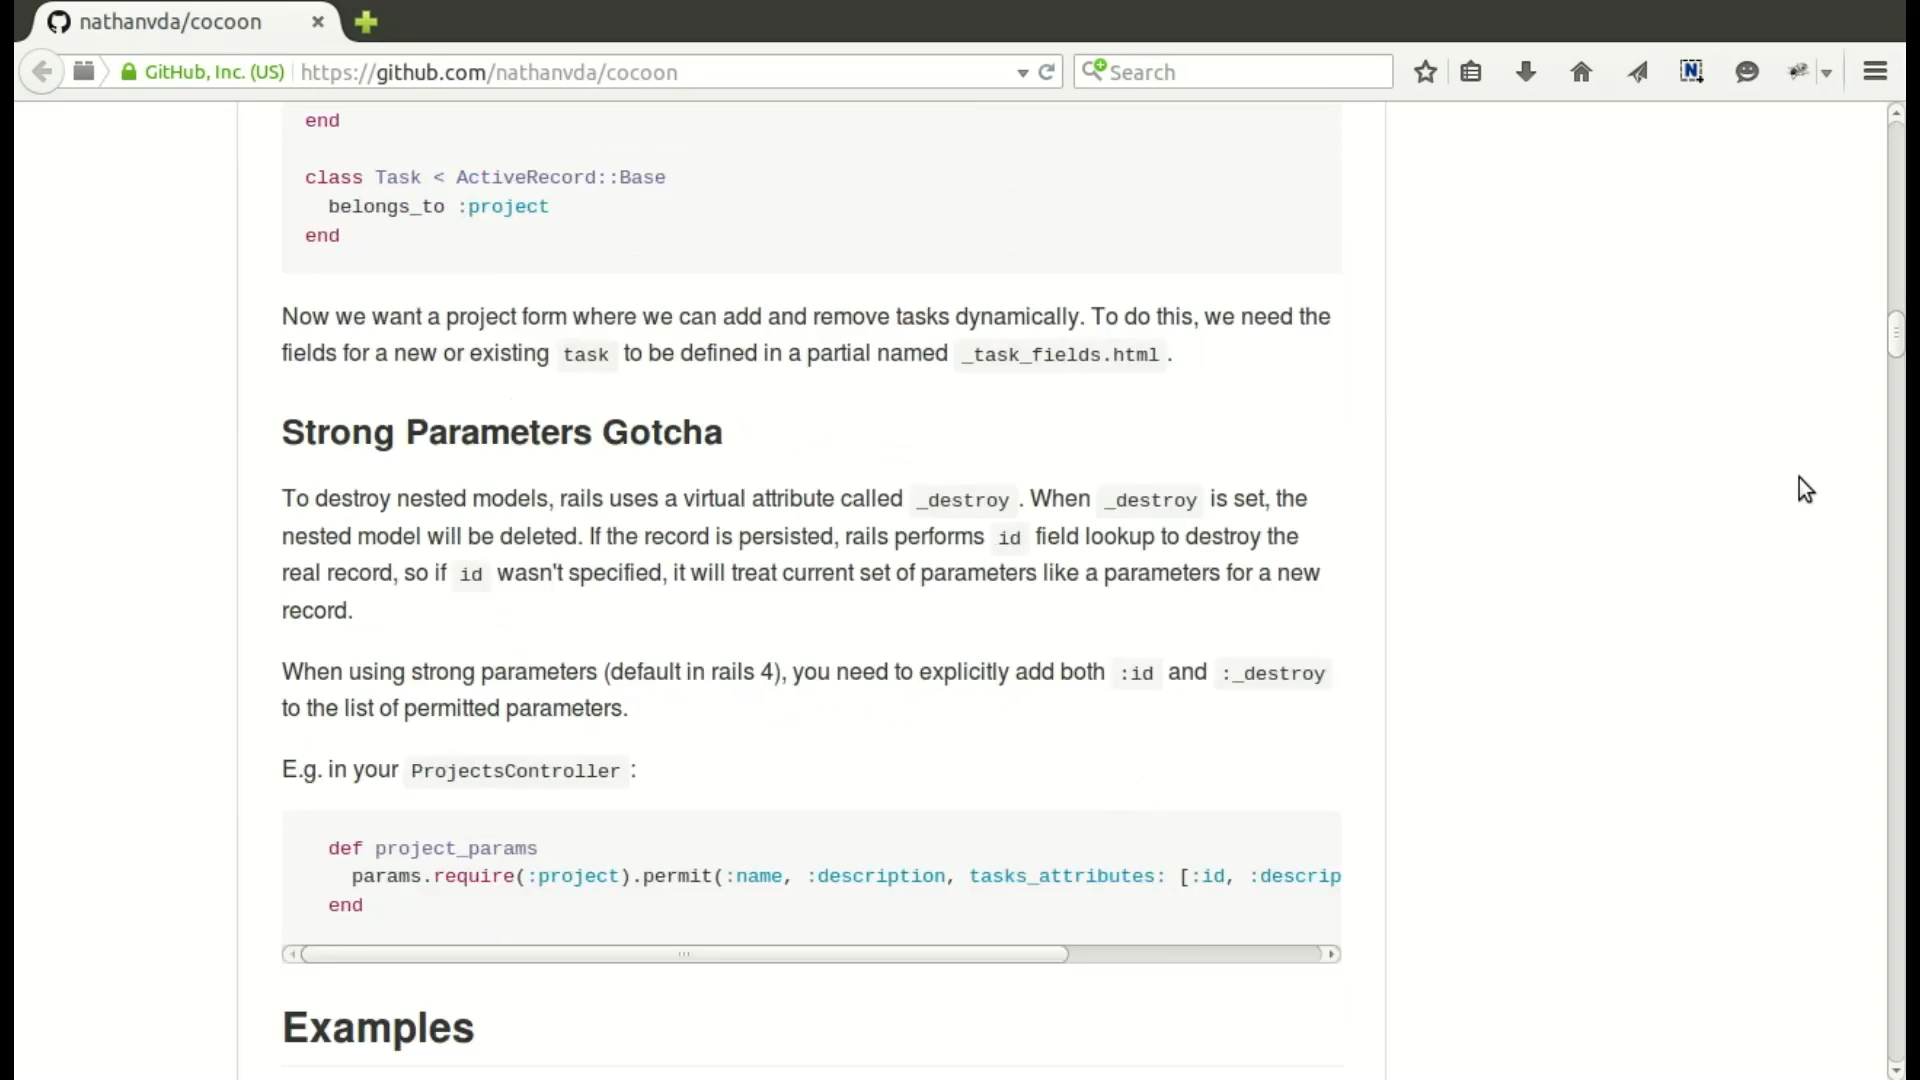 nathanvda/cocoon
GitHub, Inc. (US) https://github.com/nathanvda/cocoon Search
end
class Task < ActiveRecord::Base
belongs_to :project
end
Now we want a project form where we can add and remove tasks dynamically. To do this, we need the
fields for a new or existing task to be defined in a partial named _task_fields.html .
Strong Parameters Gotcha
To destroy nested models, rails uses a virtual attribute called _destroy . When _destroy is set, the
nested model will be deleted. If the record is persisted, rails performs id field lookup to destroy the
real record, so if id wasn't specified, it will treat current set of parameters like a parameters for a new
record.
When using strong parameters (default in rails 4), you need to explicitly add both :id and :_destroy
to the list of permitted parameters.
E.g. in your ProjectsController :
def project_params
params.require(:project).permit(:name, :description, tasks_attributes: [:id, :descrip
end
Examples